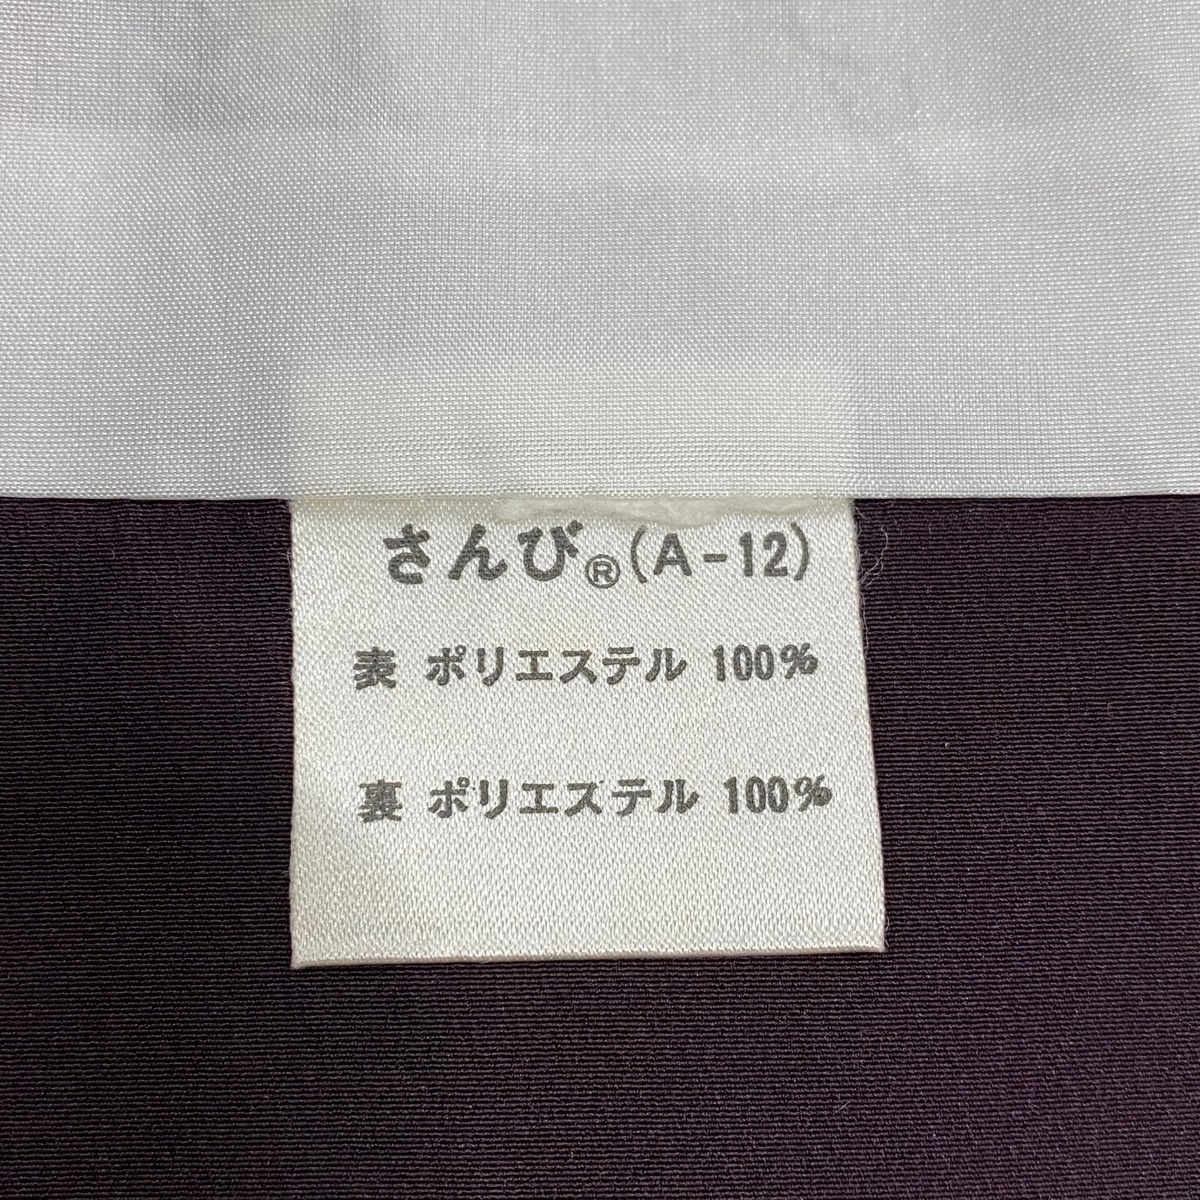 さんび®(A-12)
表 ポリエステル 100%
裏 ポリエステル 100%